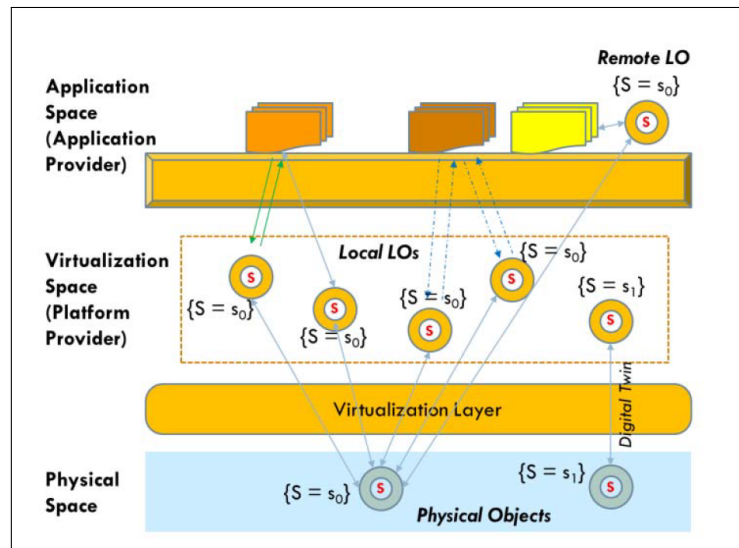 Remote LO
Application
Space
(Application
Provider)
{S = s₀}
S
Virtualization
Space
(Platform
Provider)
Local LOs
S
{S = s₀}
S
{S = s₀}
{S = s₀}
S
S
{S = s₀}
{S = s₁}
S
Virtualization Layer
Digital Twin
Physical
Space
{S = s₀}
S
Physical Objects
{S = s₁}
S